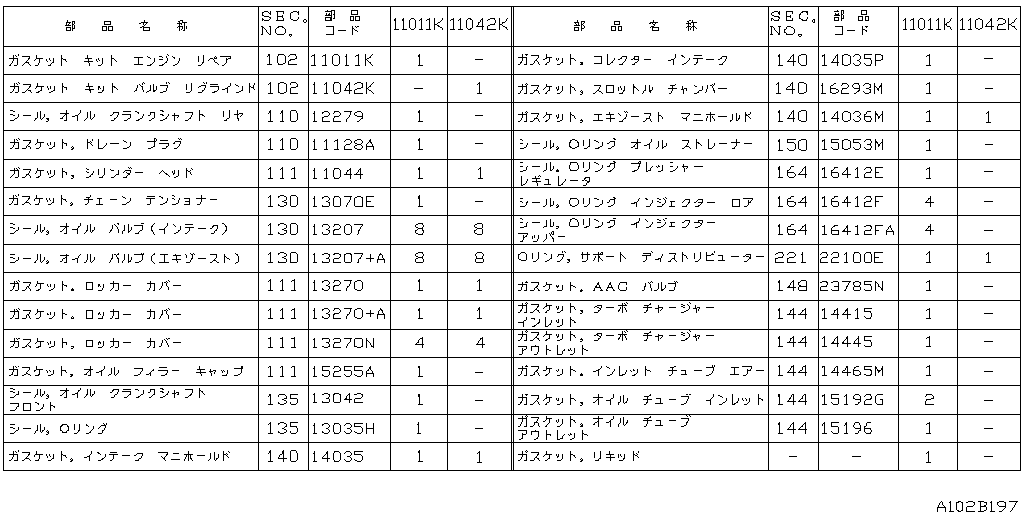 部品名称 SEC.NO. 部品コード 11011K 11042K 部品名称 SEC.NO. 部品コード 11011K 11042K
ガスケット キット エンジン リペア 102 11011K 1 - ガスケット,コレクター インテーク 140 14035P 1 -
ガスケット キット バルブ リグラインド 102 11042K - 1 ガスケット,スロットル チャンバー 140 16293M 1 -
シール,オイル クランクシャフト リヤ 110 12279 1 - ガスケット,エキゾースト マニホールド 140 14036M 1 1
ガスケット,ドレーン プラグ 110 11128A 1 - シール,Oリング オイル ストレーナー 150 15053M 1 -
ガスケット,シリンダー ヘッド 111 11044 1 1 シール,Oリング プレッシャー レギュレータ 164 16412E 1 -
ガスケット,チェーン テンショナー 130 13070E 1 - シール,Oリング インジェクター ロア 164 16412F 4 -
シール,オイル バルブ(インテーク) 130 13207 8 8 シール,Oリング インジェクター アッパー 164 16412FA 4 -
シール,オイル バルブ(エキゾースト) 130 13207+A 8 8 Oリング,サポート ディストリビューター 221 22100E 1 1
ガスケット,ロッカー カバー 111 13270 1 1 ガスケット,AAC バルブ 148 23785N 1 -
ガスケット,ロッカー カバー 111 13270+A 1 1 ガスケット,ターボ チャージャー インレット 144 14415 1 -
ガスケット,ロッカー カバー 111 13270N 4 4 ガスケット,ターボ チャージャー アウトレット 144 14445 1 -
ガスケット,オイル フィラー キャップ 111 15255A 1 - ガスケット,インレット チューブ エアー 144 14465M 1 -
シール,オイル クランクシャフト フロント 135 13042 1 - ガスケット,オイル チューブ インレット 144 15192G 2 -
シール,Oリング 135 13035H 1 - ガスケット,オイル チューブ アウトレット 144 15196 1 -
ガスケット,インテーク マニホールド 140 14035 1 1 ガスケット,リキッド - - 1 -
A102B197